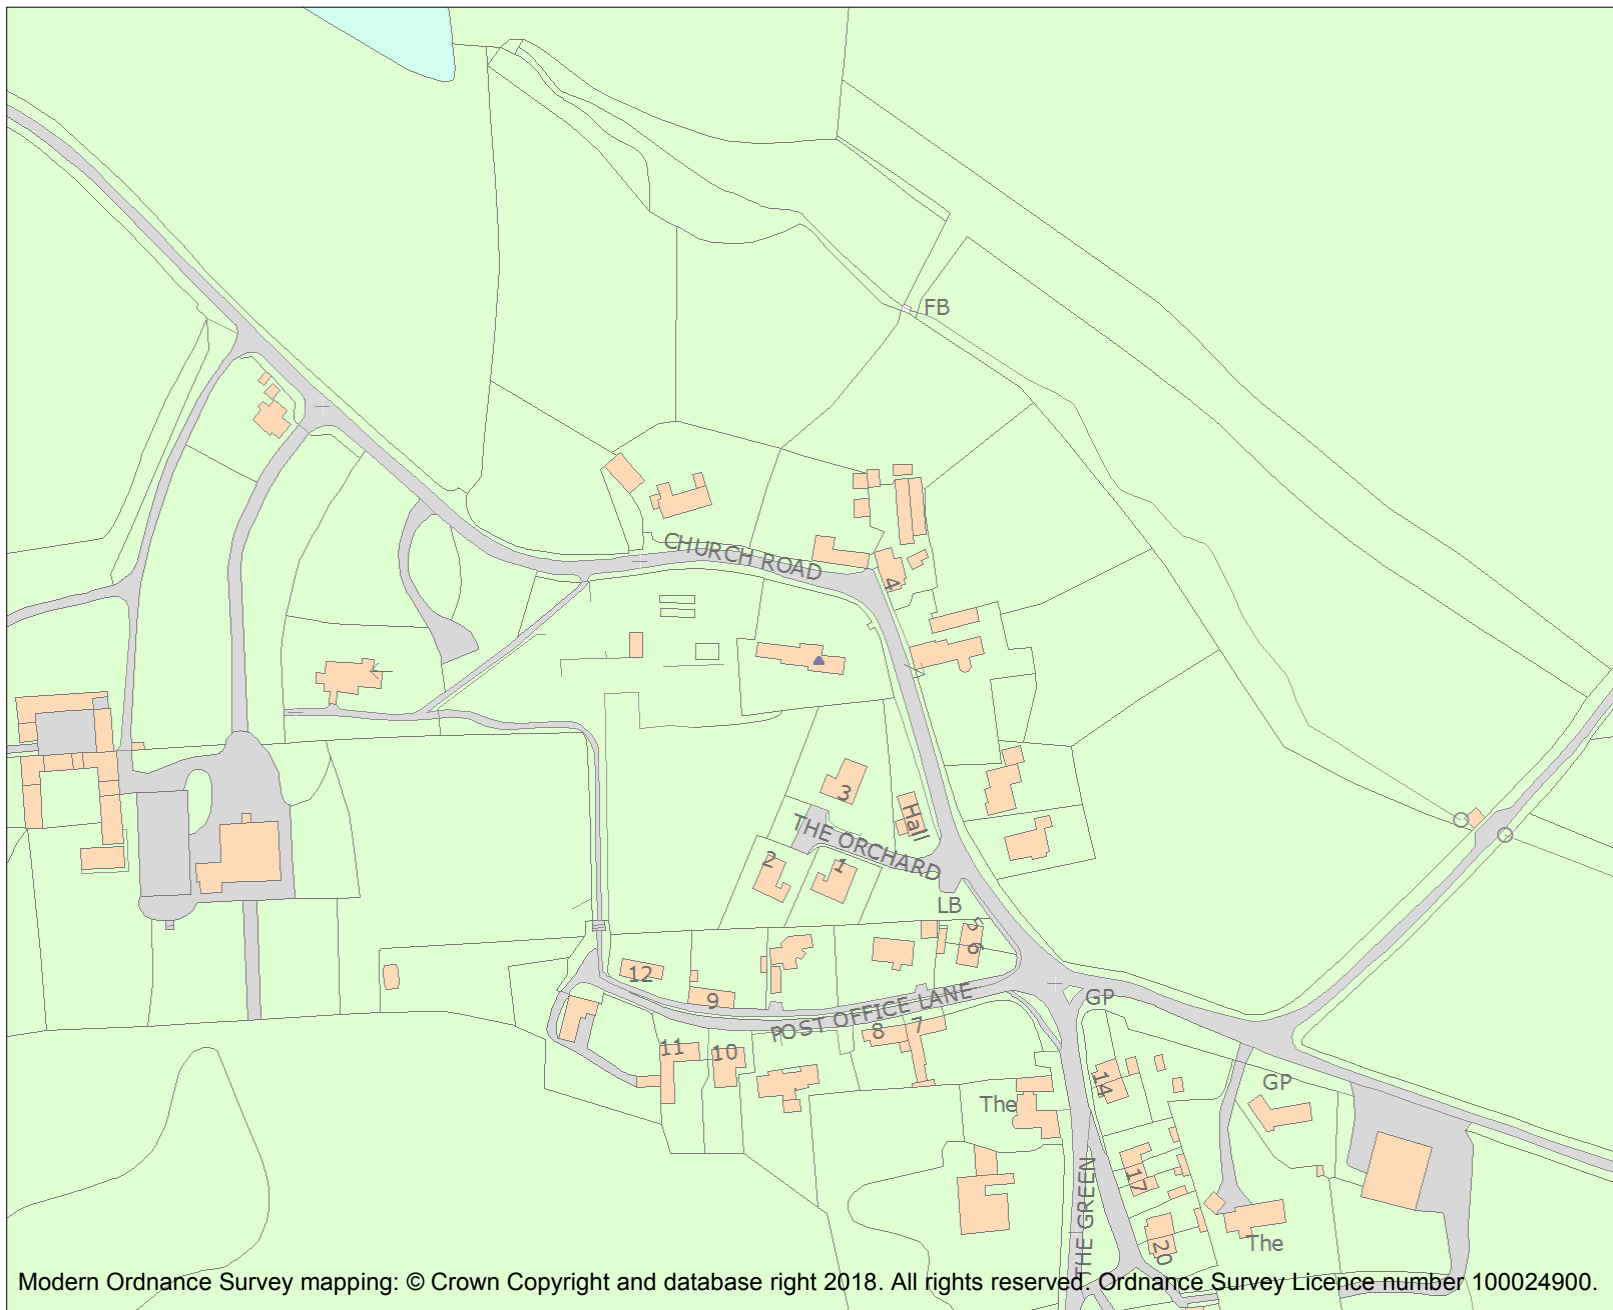 FB
CHURCH ROAD
4
3
Hall
THE ORCHARD
2
1
LB
5
6
12
9
POST OFFICE LANE
GP
8
7
11
10
14
GP
The
17
THE GREEN
20
The
Modern Ordnance Survey mapping: © Crown Copyright and database right 2018. All rights reserved. Ordnance Survey Licence number 100024900.